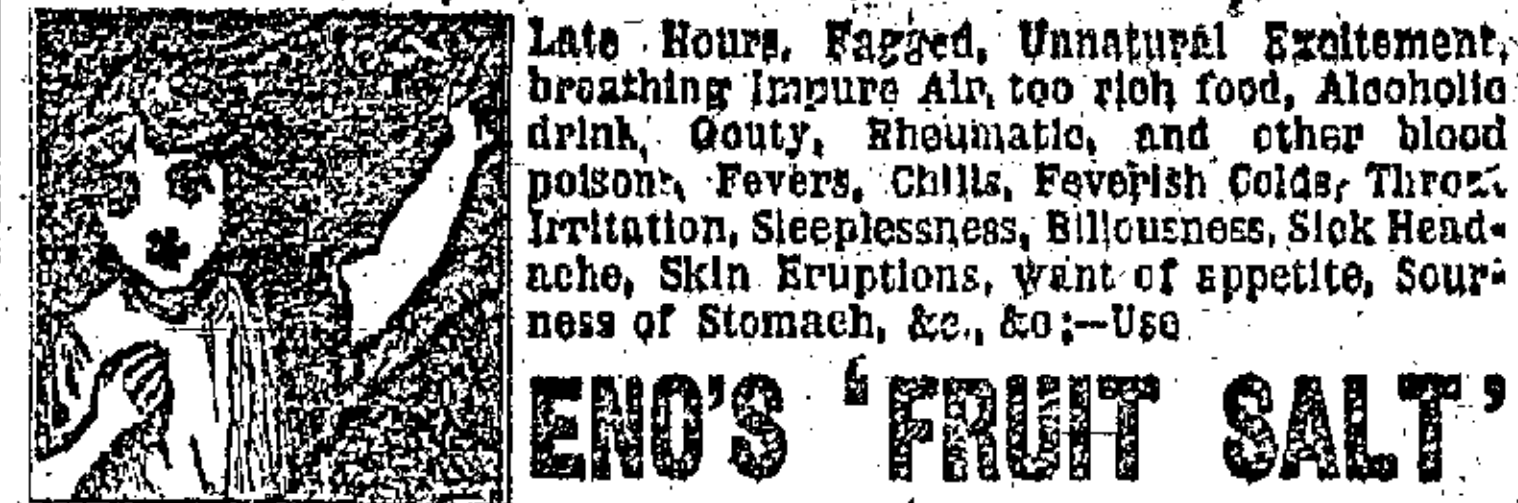 Late Hours, Fagged, Unnatural Excitement,
breathing Impure Air, too rich food, Alcoholic
drink, Gouty, Rheumatic, and other blood
poisons, Fevers, Chills, Feverish Colds, Throat
Irritation, Sleeplessness, Biliousness, Sick Head-
ache, Skin Eruptions, want of appetite, Sour-
ness of Stomach, &c., &c:—Use
ENO'S 'FRUIT SALT'